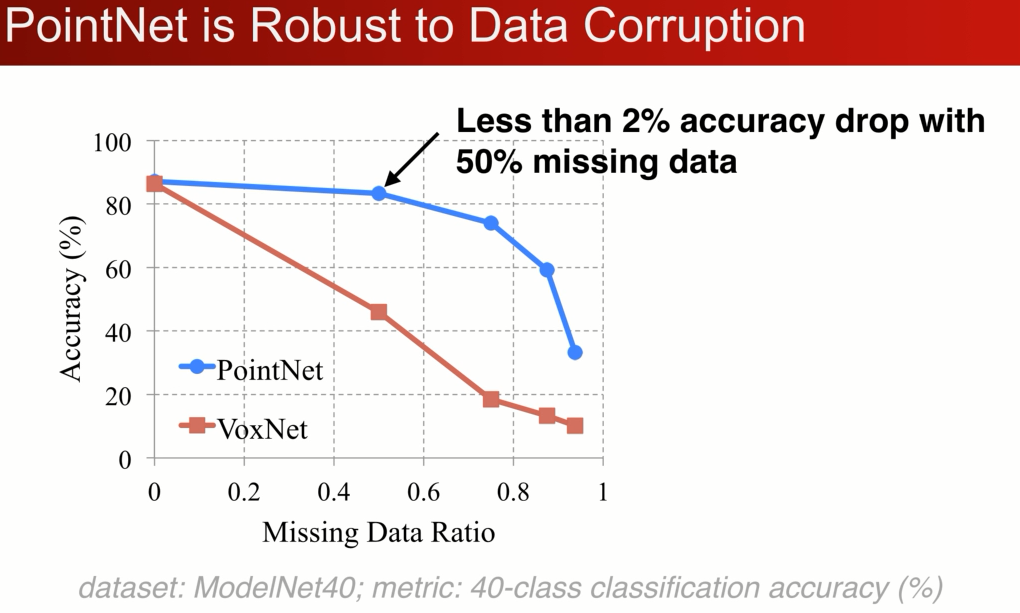 PointNet is Robust to Data Corruption
Less than 2% accuracy drop with
50% missing data
100
80
60
40
20
0
Accuracy (%)
PointNet
VoxNet
0 0.2 0.4 0.6 0.8 1
Missing Data Ratio
dataset: ModelNet40; metric: 40-class classification accuracy (%)